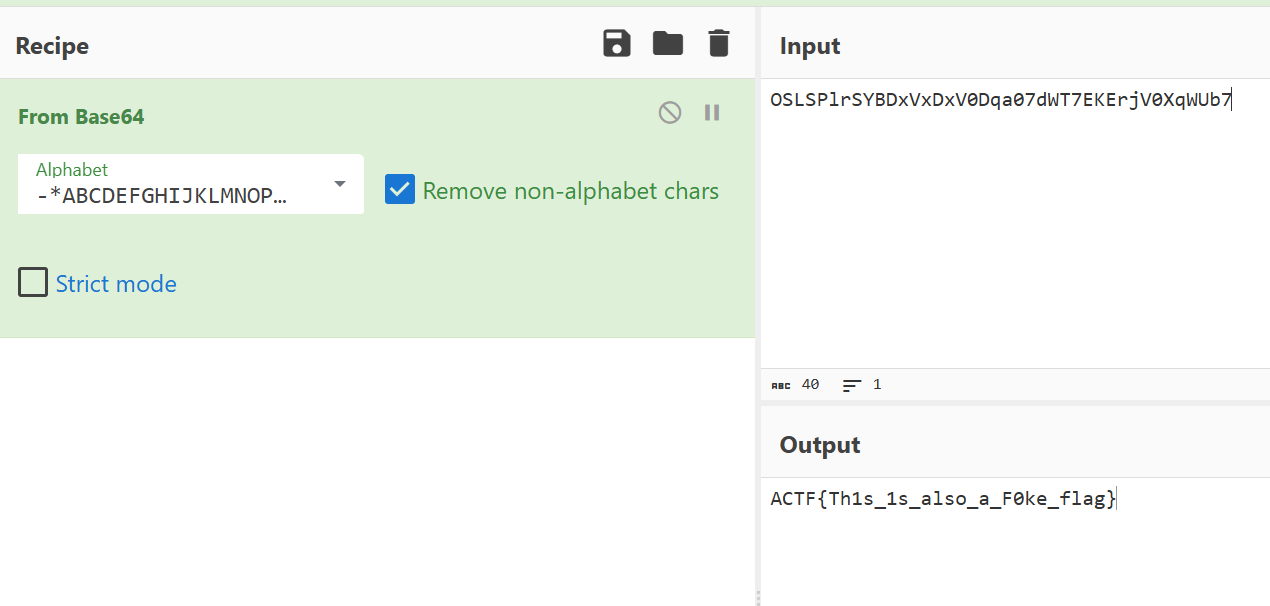 Recipe
From Base64
Alphabet
-*ABCDEFGHIJKLMNOP…
Remove non-alphabet chars
Strict mode
Input
OSLSPlrSYBDxVxDxV0Dqa07dWT7EKErjV0XqWUb7
ABC 40 1
Output
ACTF{Th1s_1s_also_a_F0ke_flag}